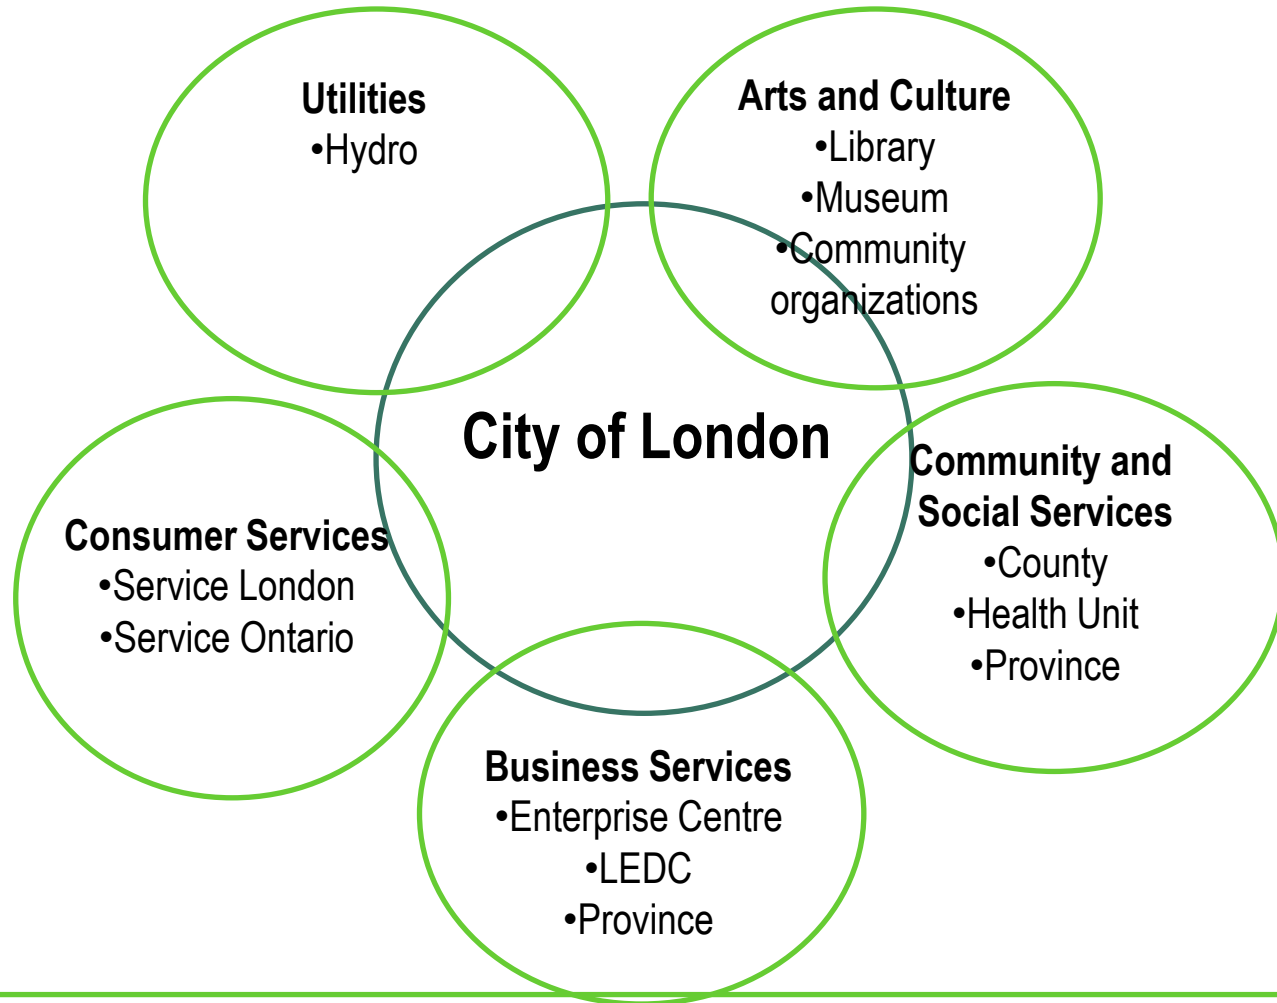 Utilities
•Hydro
Arts and Culture
•Library
•Museum
•Community
organizations
City of London
Community and
Social Services
•County
•Health Unit
•Province
Consumer Services
•Service London
•Service Ontario
Business Services
•Enterprise Centre
•LEDC
•Province